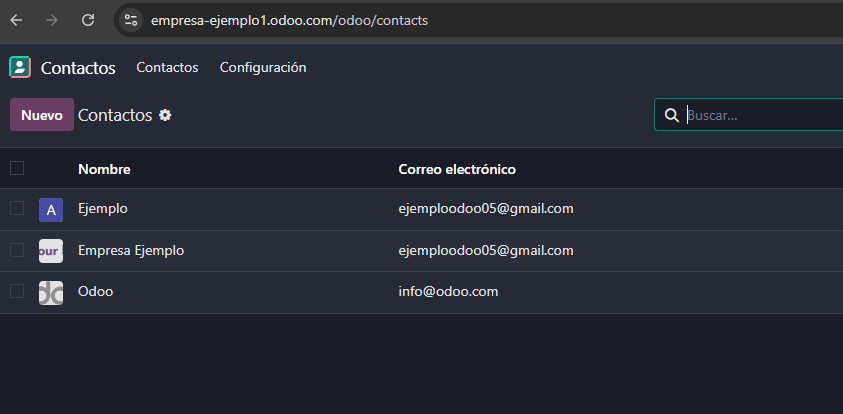 empresa-ejemplo1.odoo.com/odoo/contacts
Contactos Contactos Configuración
Nuevo Contactos Buscar...
Nombre Correo electrónico
A Ejemplo ejemploodoo05@gmail.com
our Empresa Ejemplo ejemploodoo05@gmail.com
Odoo info@odoo.com